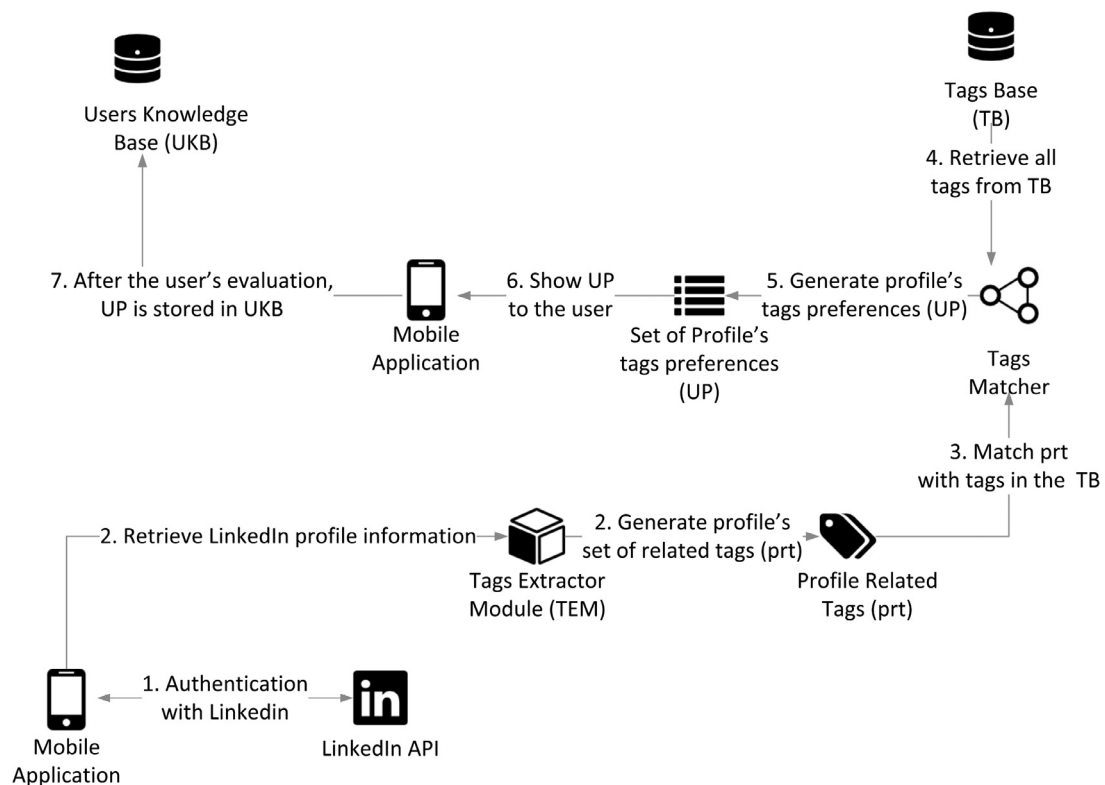 Users Knowledge
Base (UKB)
Tags Base
(TB)
4. Retrieve all
tags from TB
7. After the user’s evaluation,
UP is stored in UKB
Mobile
Application
6. Show UP
to the user
Set of Profile’s
tags preferences
(UP)
5. Generate profile’s
tags preferences (UP)
Tags
Matcher
3. Match prt
with tags in the TB
2. Retrieve LinkedIn profile information
Tags Extractor
Module (TEM)
2. Generate profile’s
set of related tags (prt)
Profile Related
Tags (prt)
Mobile
Application
1. Authentication
with Linkedin
in
LinkedIn API